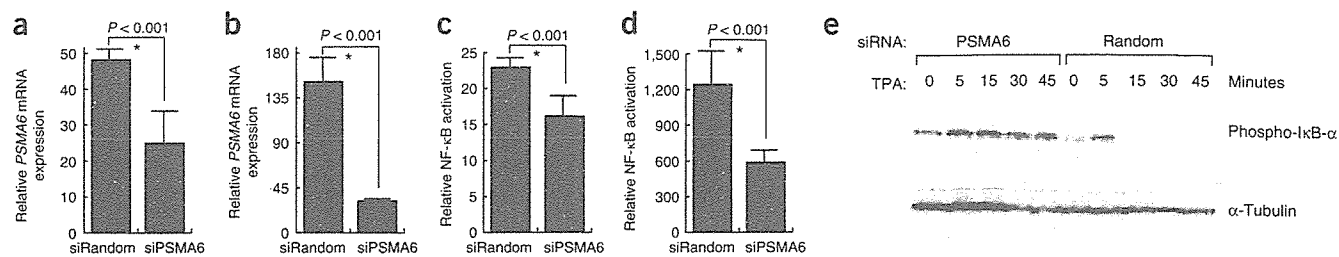 a
P < 0.001
*
Relative PSMA6 mRNA
expression
50
40
30
20
10
0
siRandom siPSMA6
b
P < 0.001
*
Relative PSMA6 mRNA
expression
180
135
90
45
0
siRandom siPSMA6
c
P < 0.001
*
Relative NF-κB activation
25
20
15
10
5
0
siRandom siPSMA6
d
P < 0.001
*
Relative NF-κB activation
1,500
1,200
900
600
300
0
siRandom siPSMA6
e
siRNA: PSMA6 Random
TPA: 0 5 15 30 45 0 5 15 30 45 Minutes
Phospho-IκB-α
α-Tubulin